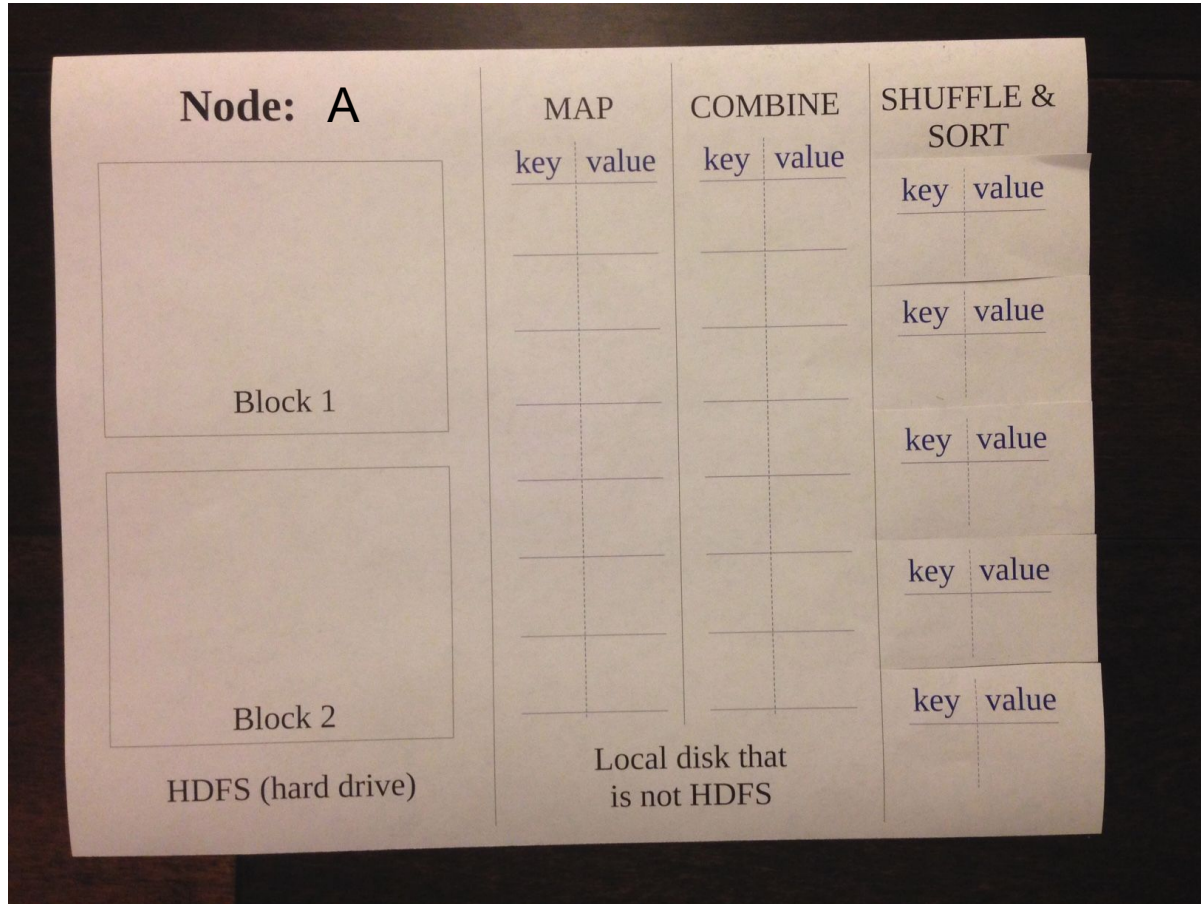 Node: A
Block 1
Block 2
HDFS (hard drive)
MAP
key value
COMBINE
key value
Local disk that
is not HDFS
SHUFFLE &
SORT
key value
key value
key value
key value
key value